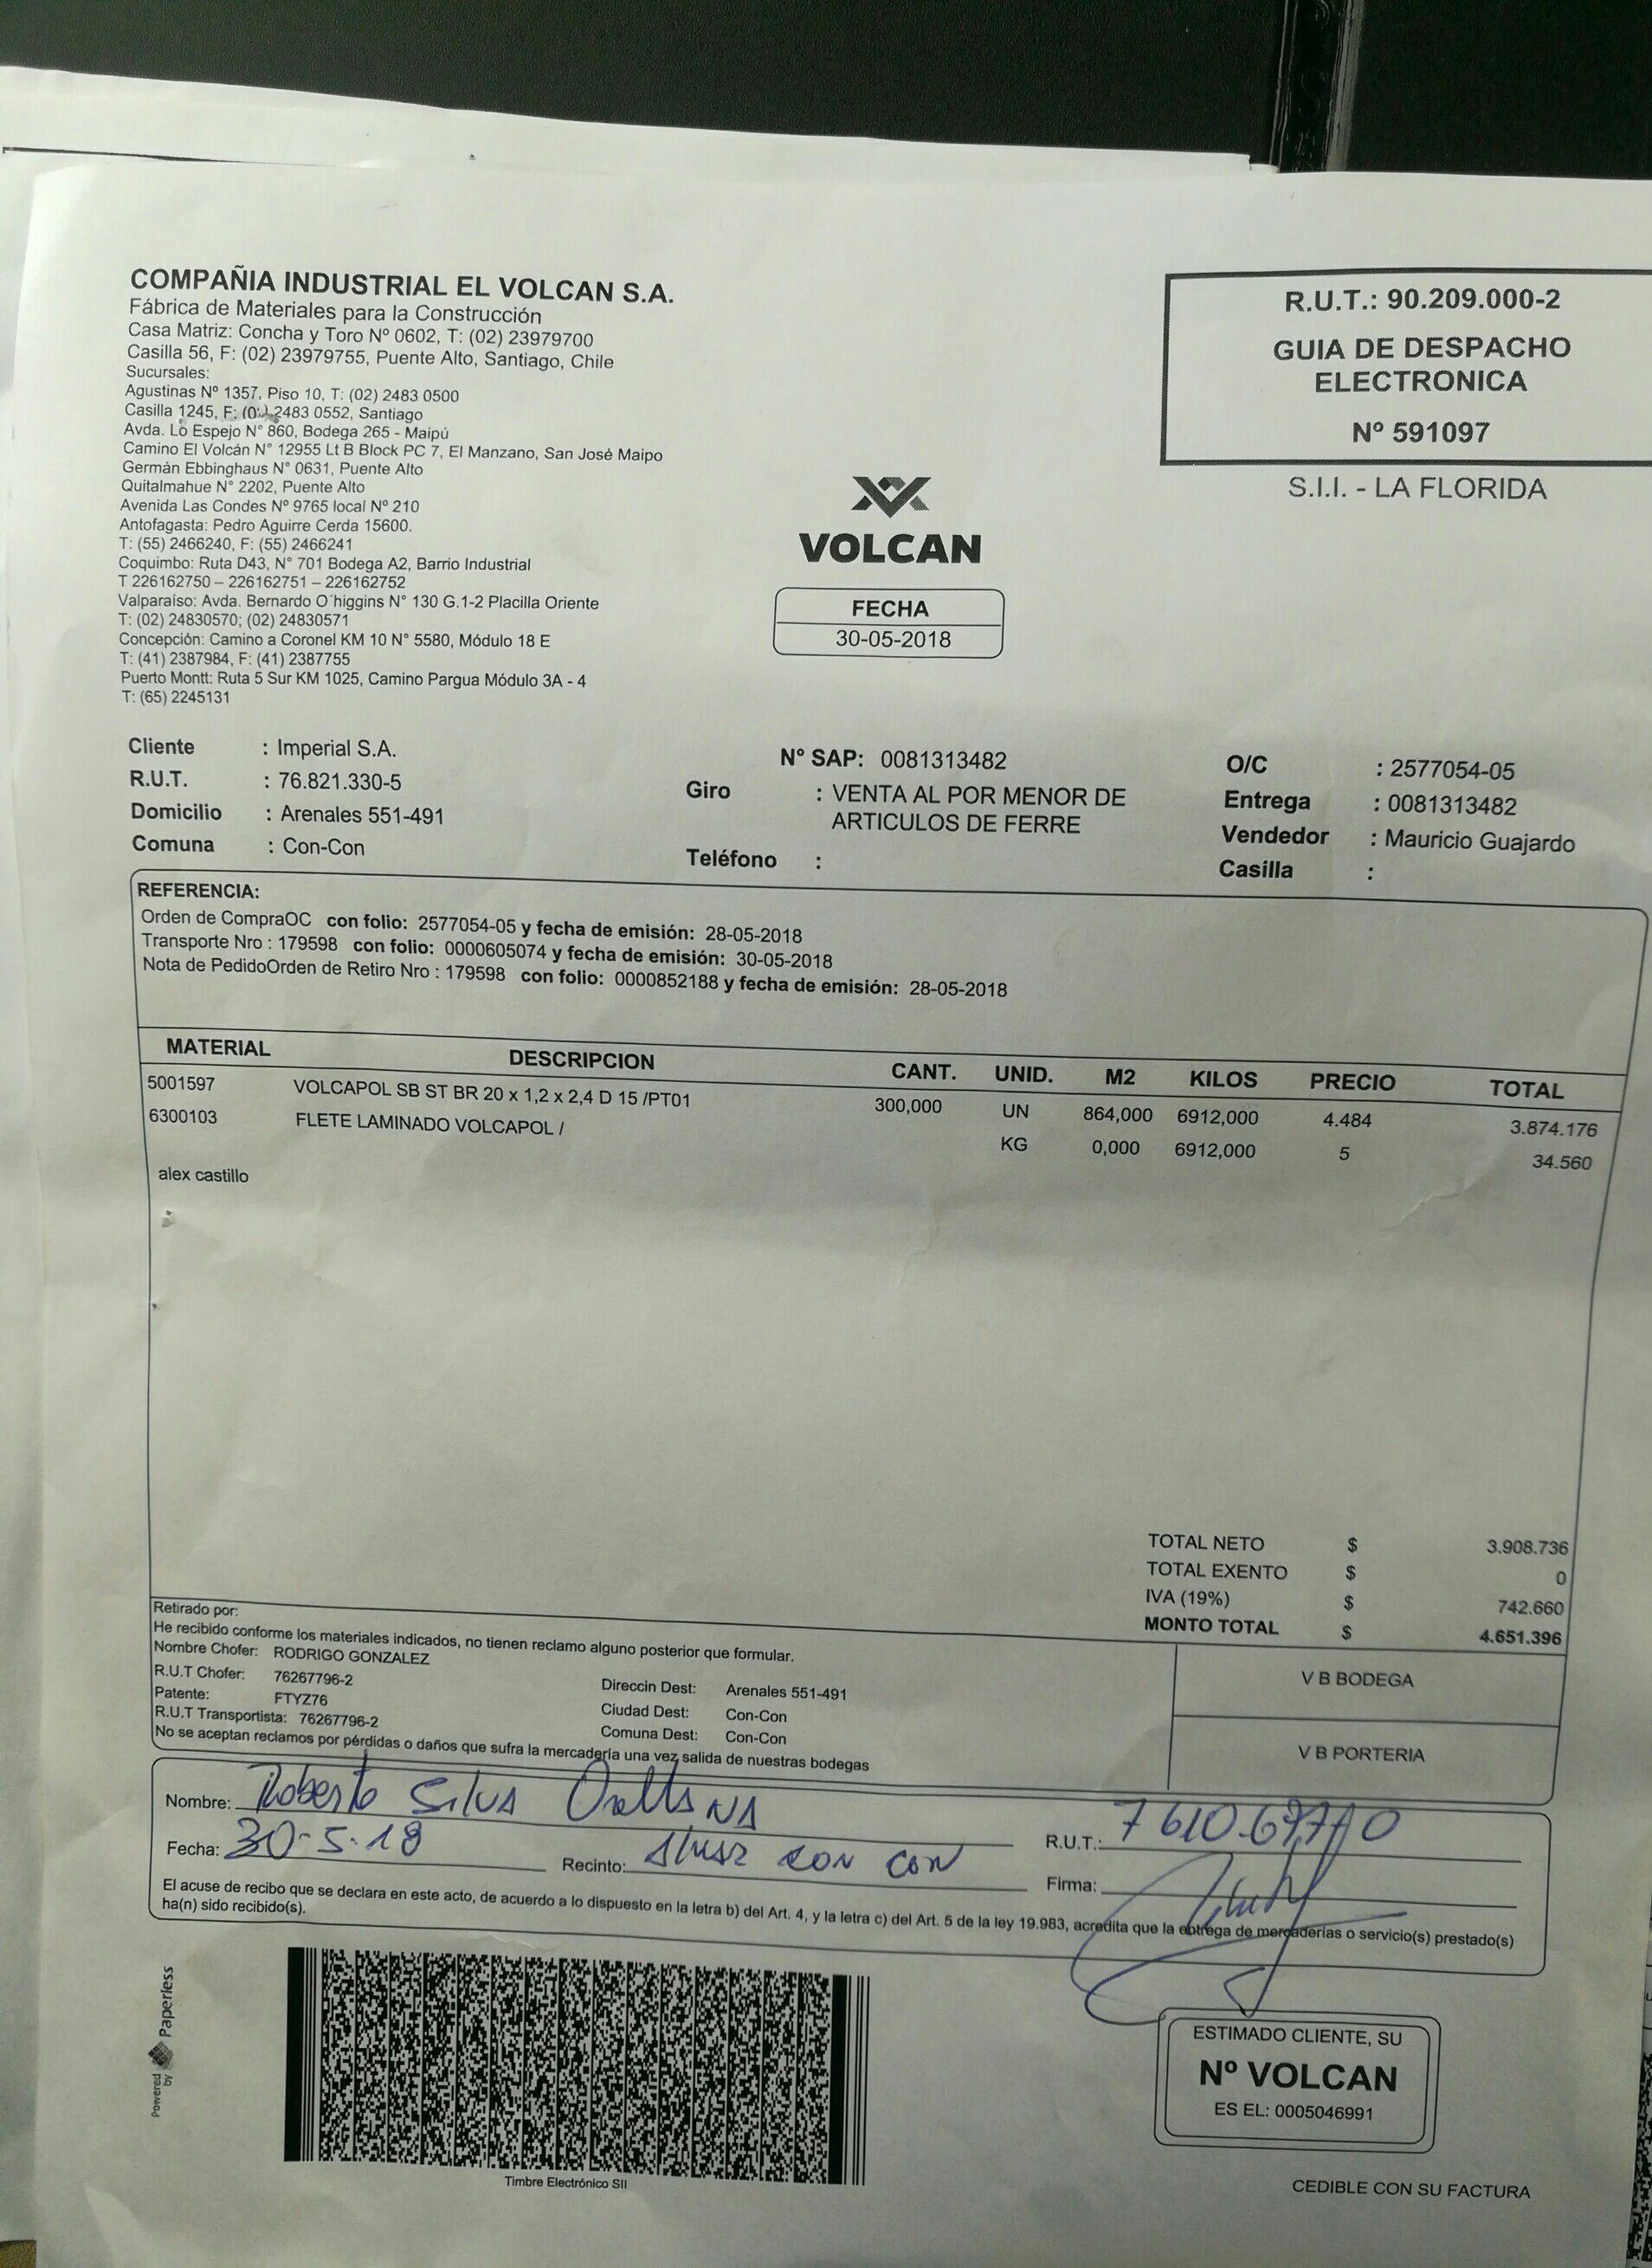 COMPAÑIA INDUSTRIAL EL VOLCAN S.A.
Fábrica de Materiales para la Construcción
Casa Matriz: Concha y Toro Nº 0602, T: (02) 23979700
Casilla 56, F: (02) 23979755, Puente Alto, Santiago, Chile
Sucursales:
Agustinas Nº 1357, Piso 10, T: (02) 2483 0500
Casilla 1245, F: (02) 2483 0552, Santiago
Avda. Lo Espejo N° 860, Bodega 265 - Maipú
Camino El Volcán N° 12955 Lt B Block PC 7, El Manzano, San José Maipo
Germán Ebbinghaus N° 0631, Puente Alto
Quitalmahue N° 2202, Puente Alto
Avenida Las Condes Nº 9765 local Nº 210
Antofagasta: Pedro Aguirre Cerda 15600.
T: (55) 2466240, F: (55) 2466241
Coquimbo: Ruta D43, N° 701 Bodega A2, Barrio Industrial
T 226162750 – 226162751 – 226162752
Valparaíso: Avda. Bernardo O´higgins N° 130 G.1-2 Placilla Oriente
T: (02) 24830570; (02) 24830571
Concepción: Camino a Coronel KM 10 N° 5580, Módulo 18 E
T: (41) 2387984, F: (41) 2387755
Puerto Montt: Ruta 5 Sur KM 1025, Camino Pargua Módulo 3A - 4
T: (65) 2245131
VOLCAN
FECHA
30-05-2018
R.U.T.: 90.209.000-2
GUIA DE DESPACHO
ELECTRONICA
Nº 591097
S.I.I. - LA FLORIDA
Cliente : Imperial S.A.
R.U.T. : 76.821.330-5
Domicilio : Arenales 551-491
Comuna : Con-Con
Nº SAP: 0081313482
Giro : VENTA AL POR MENOR DE
ARTICULOS DE FERRE
Teléfono :
O/C : 2577054-05
Entrega : 0081313482
Vendedor : Mauricio Guajardo
Casilla :
REFERENCIA:
Orden de CompraOC con folio: 2577054-05 y fecha de emisión: 28-05-2018
Transporte Nro : 179598 con folio: 0000605074 y fecha de emisión: 30-05-2018
Nota de PedidoOrden de Retiro Nro : 179598 con folio: 0000852188 y fecha de emisión: 28-05-2018
MATERIAL DESCRIPCION CANT. UNID. M2 KILOS PRECIO TOTAL
5001597 VOLCAPOL SB ST BR 20 x 1,2 x 2,4 D 15 /PT01 300,000 UN 864,000 6912,000 4.484 3.874.176
6300103 FLETE LAMINADO VOLCAPOL / KG 0,000 6912,000 5 34.560
alex castillo
TOTAL NETO $ 3.908.736
TOTAL EXENTO $ 0
IVA (19%) $ 742.660
MONTO TOTAL $ 4.651.396
Retirado por:
He recibido conforme los materiales indicados, no tienen reclamo alguno posterior que formular.
Nombre Chofer: RODRIGO GONZALEZ
R.U.T Chofer: 76267796-2
Patente: FTYZ76
R.U.T Transportista: 76267796-2
Direccin Dest: Arenales 551-491
Ciudad Dest: Con-Con
Comuna Dest: Con-Con
No se aceptan reclamos por pérdidas o daños que sufra la mercadería una vez salida de nuestras bodegas
V B BODEGA
V B PORTERIA
Nombre: Roberto Silva
R.U.T.:
Fecha: 30-5-18 Recinto: con con
Firma:
El acuse de recibo que se declara en este acto, de acuerdo a lo dispuesto en la letra b) del Art. 4, y la letra c) del Art. 5 de la ley 19.983, acredita que la entrega de mercaderías o servicio(s) prestado(s)
ha(n) sido recibido(s).
Powered by Paperless
Timbre Electrónico SII
ESTIMADO CLIENTE, SU
Nº VOLCAN
ES EL: 0005046991
CEDIBLE CON SU FACTURA